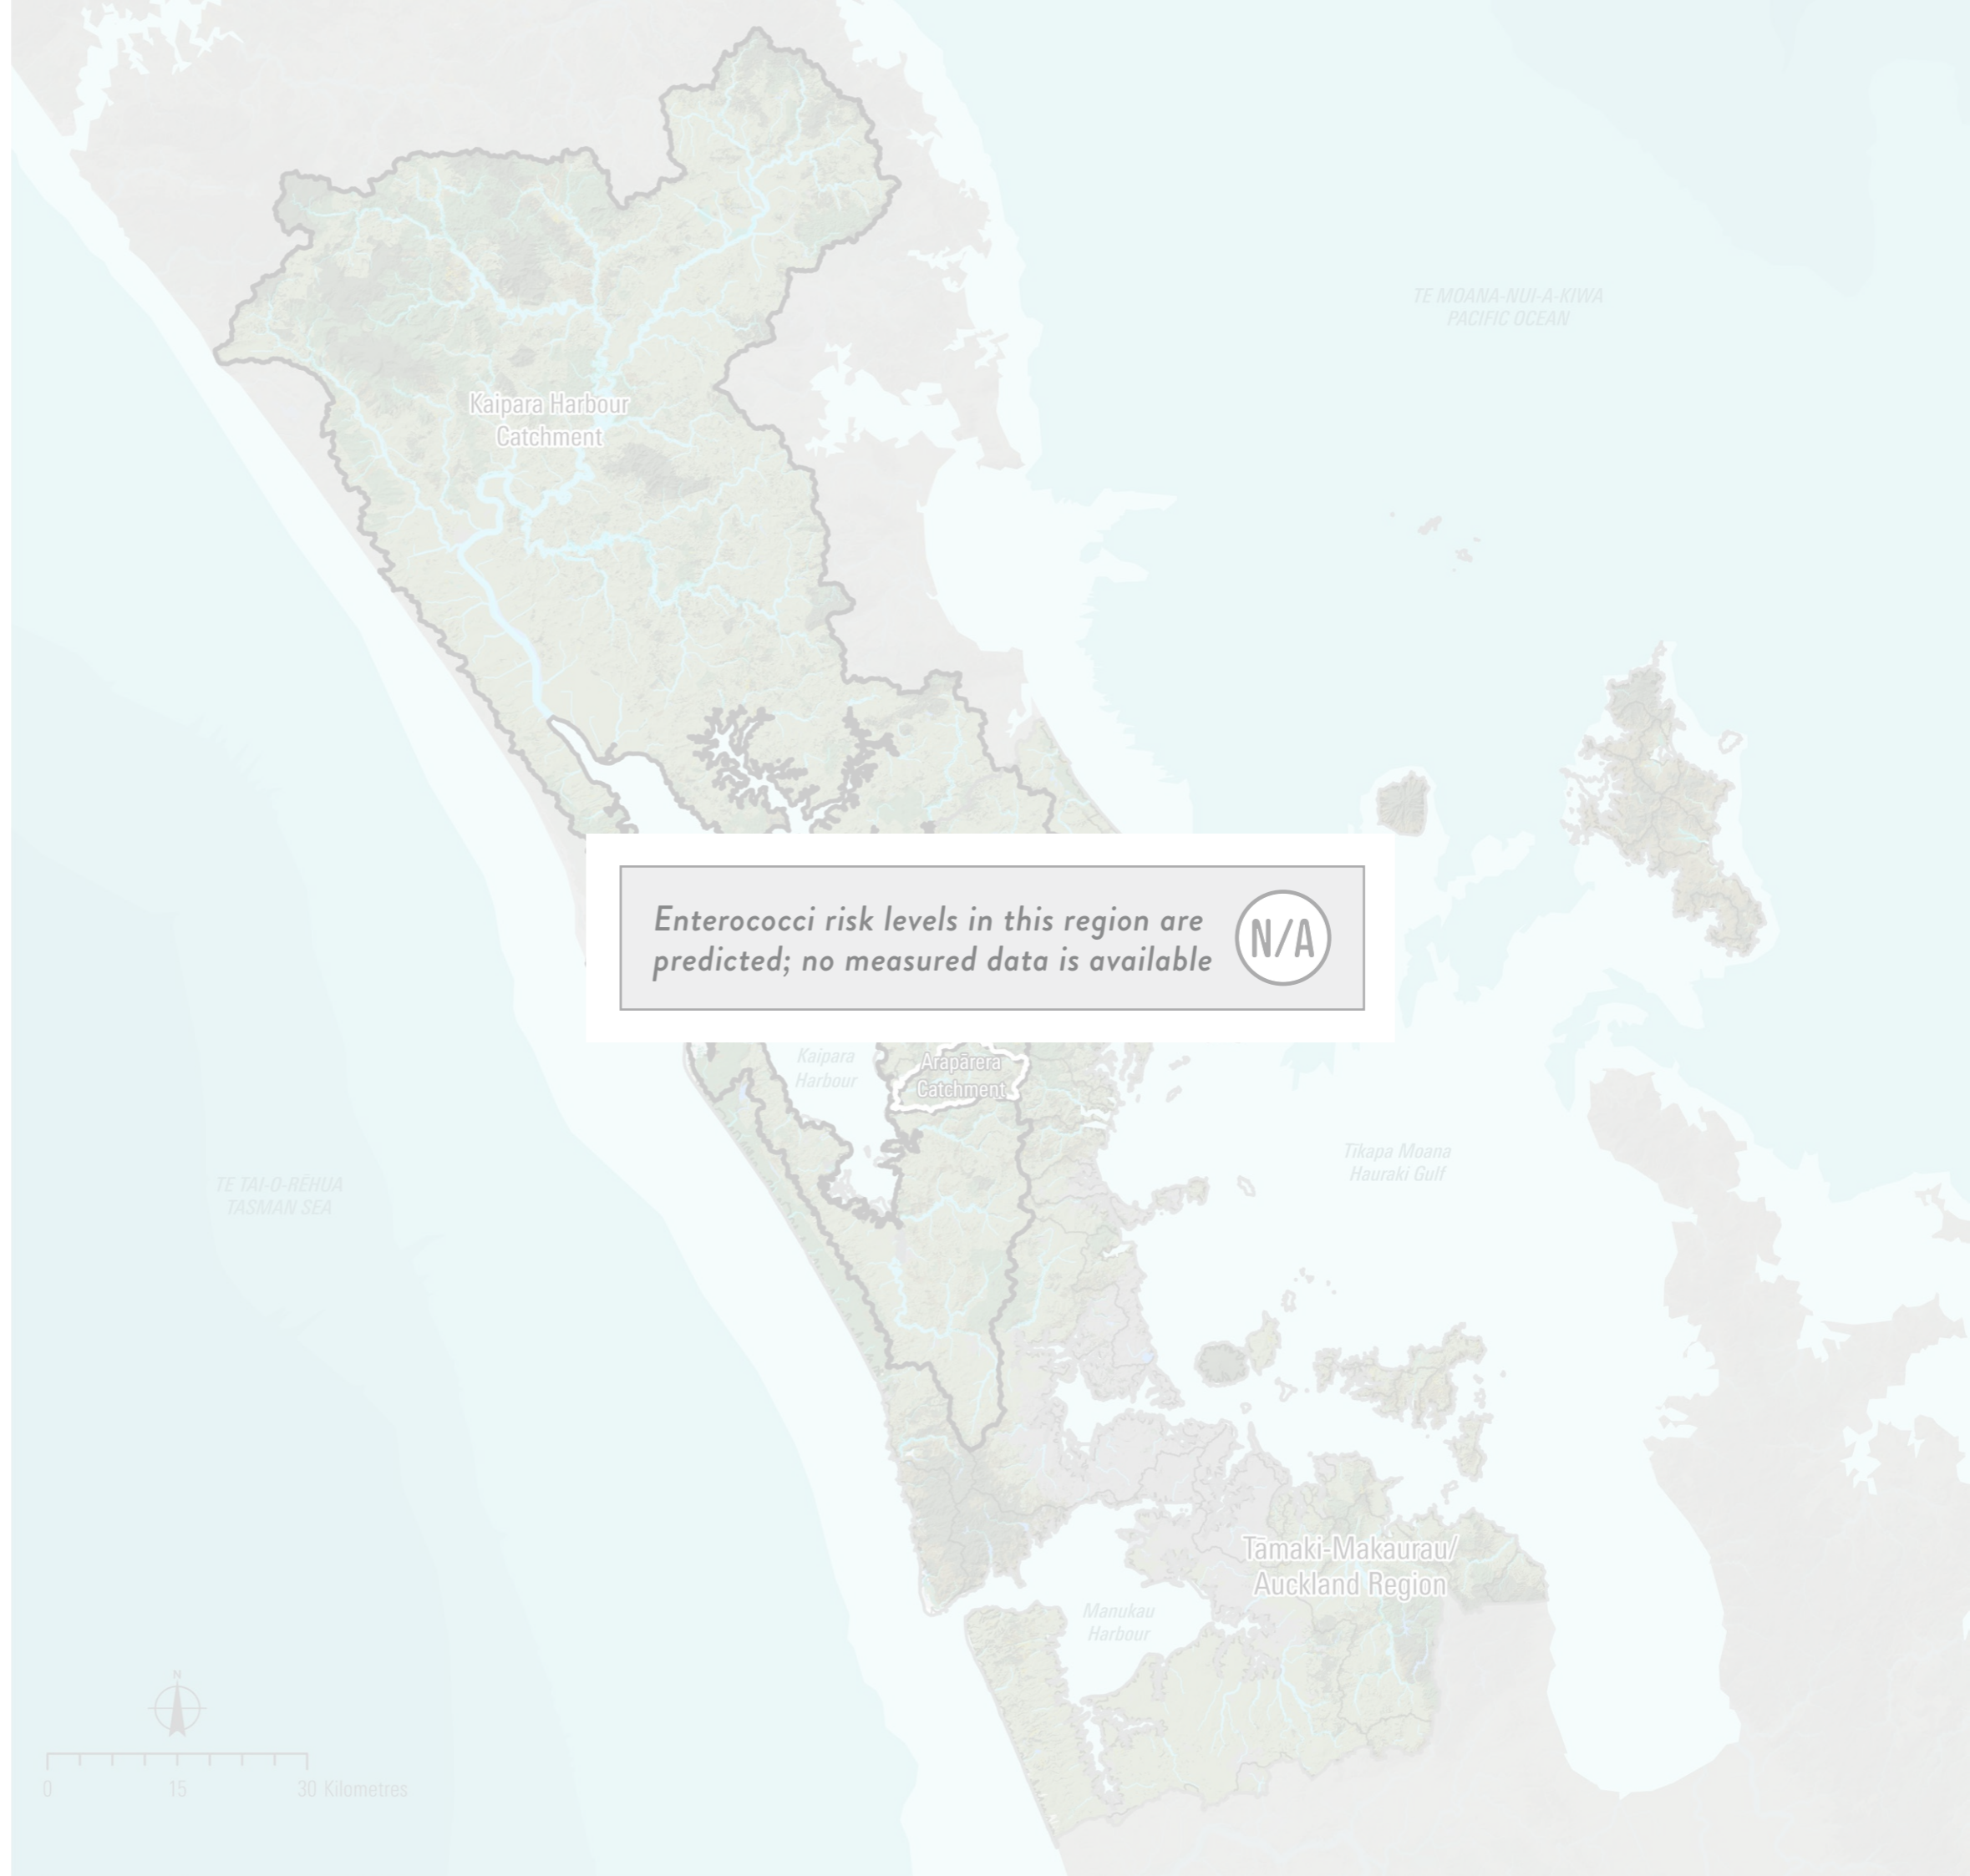 TE MOANA-NUI-A-KIWA
PACIFIC OCEAN
Kaipara Harbour
Catchment
Enterococci risk levels in this region are
predicted; no measured data is available
N/A
Kaipara
Harbour
Arapārera
Catchment
Tīkapa Moana
Hauraki Gulf
TE TAI-O-RĒHUA
TASMAN SEA
Tāmaki-Makaurau/
Auckland Region
Manukau
Harbour
N
0 15 30 Kilometres